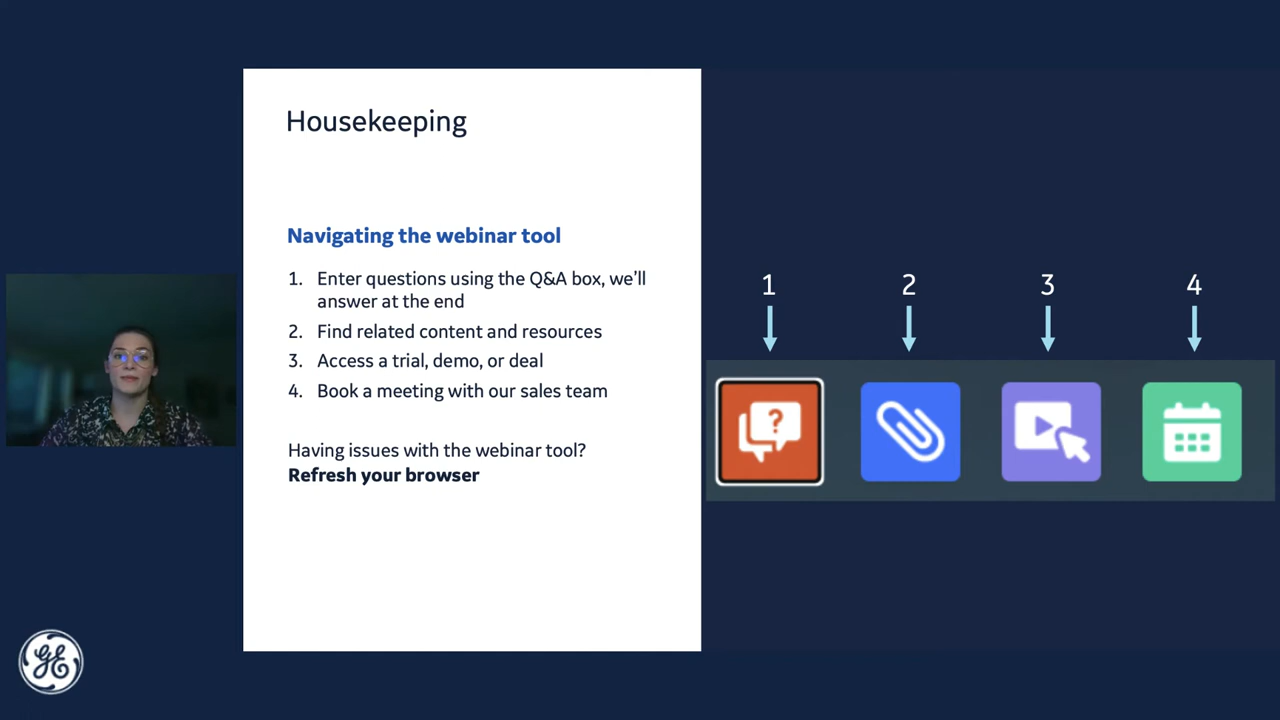 Housekeeping
Navigating the webinar tool
1. Enter questions using the Q&A box, we'll
answer at the end
2. Find related content and resources
3. Access a trial, demo, or deal
4. Book a meeting with our sales team
Having issues with the webinar tool?
Refresh your browser
1 2 3 4
?
GE